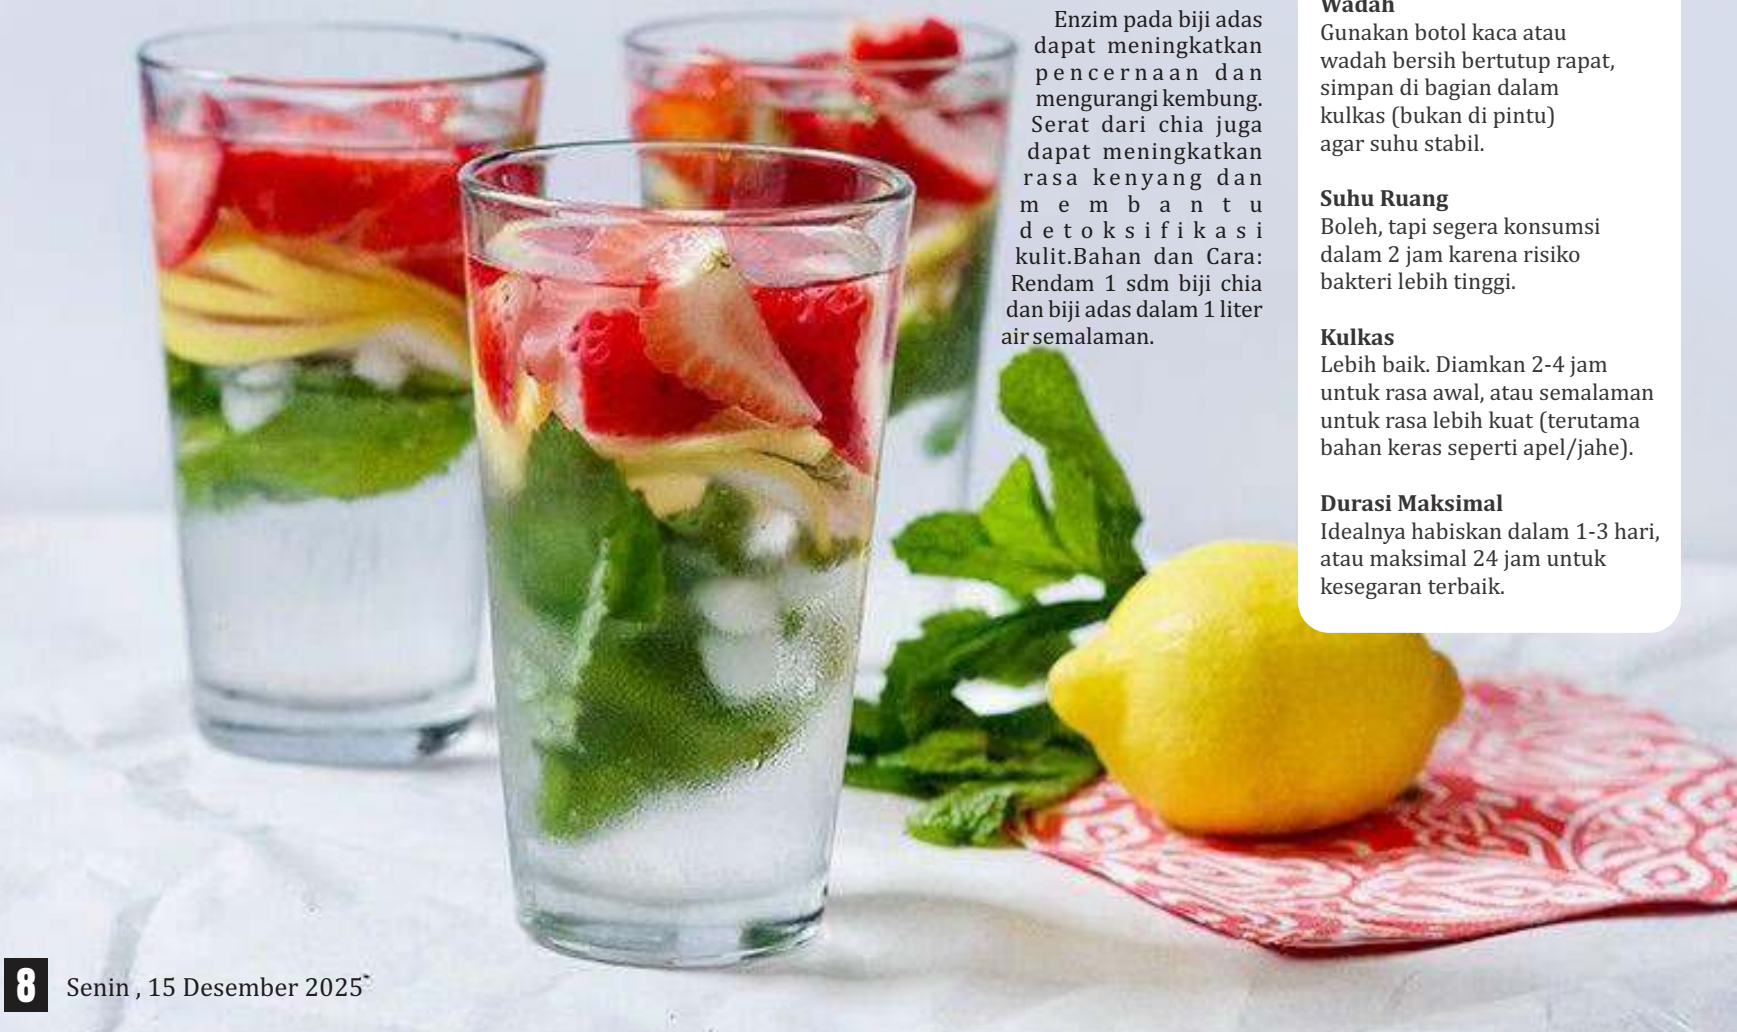 Enzim pada biji adas
dapat meningkatkan
pencernaan dan
mengurangi kembung.
Serat dari chia juga
dapat meningkatkan
rasa kenyang dan
membantu
detoksifikasi
kulit.Bahan dan Cara:
Rendam 1 sdm biji chia
dan biji adas dalam 1 liter
air semalaman.
Wadah
Gunakan botol kaca atau
wadah bersih bertutup rapat,
simpan di bagian dalam
kulkas (bukan di pintu)
agar suhu stabil.
Suhu Ruang
Boleh, tapi segera konsumsi
dalam 2 jam karena risiko
bakteri lebih tinggi.
Kulkas
Lebih baik. Diamkan 2-4 jam
untuk rasa awal, atau semalaman
untuk rasa lebih kuat (terutama
bahan keras seperti apel/jahe).
Durasi Maksimal
Idealnya habiskan dalam 1-3 hari,
atau maksimal 24 jam untuk
kesegaran terbaik.
8 Senin , 15 Desember 2025